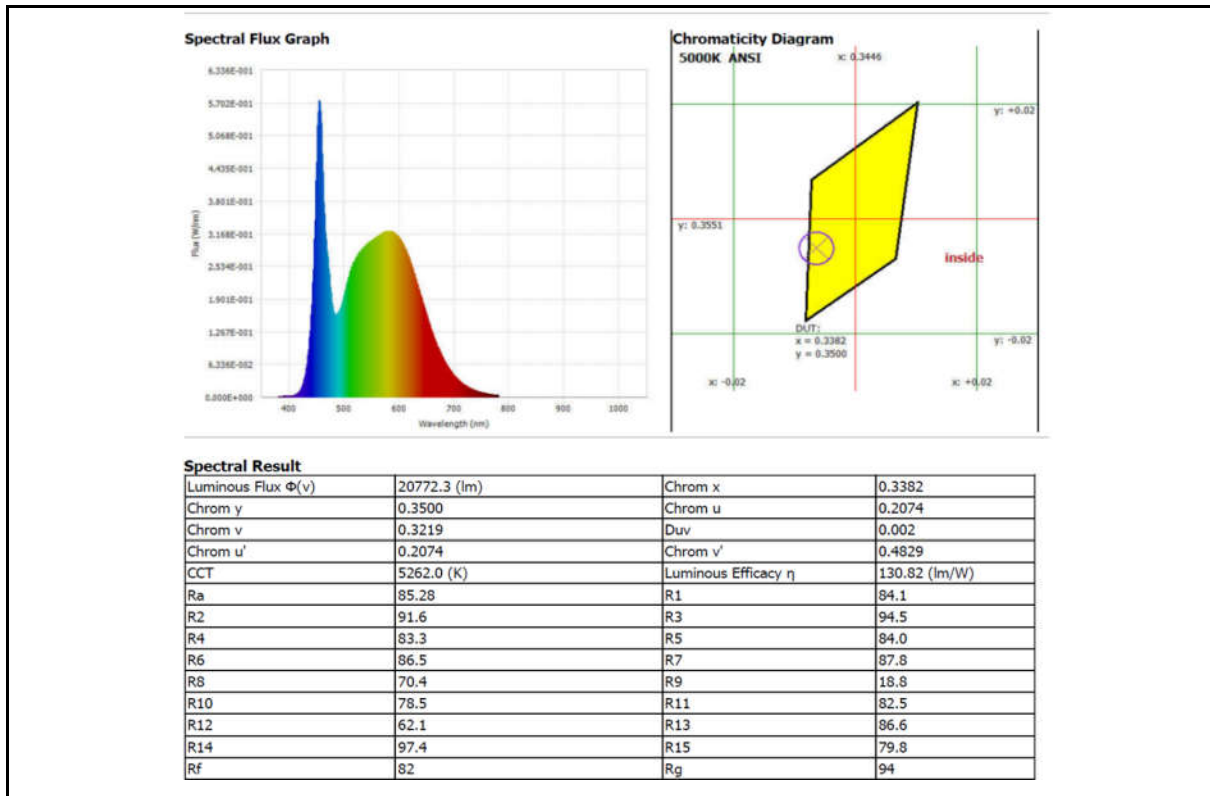 Spectral Flux Graph
6.336E-001
5.702E-001
5.068E-001
4.435E-001
3.801E-001
3.168E-001
2.534E-001
1.901E-001
1.267E-001
6.336E-002
0.000E+000
Flux (W/nm)
400 500 600 700 800 900 1000
Wavelength (nm)
Chromaticity Diagram
5000K ANSI
x: 0.3446
y: +0.02
y: 0.3551
inside
DUT:
x = 0.3382
y = 0.3500
y: -0.02
x: -0.02 x: +0.02
Spectral Result
Luminous Flux Φ(v) 20772.3 (lm) Chrom x 0.3382
Chrom y 0.3500 Chrom u 0.2074
Chrom v 0.3219 Duv 0.002
Chrom u' 0.2074 Chrom v' 0.4829
CCT 5262.0 (K) Luminous Efficacy η 130.82 (lm/W)
Ra 85.28 R1 84.1
R2 91.6 R3 94.5
R4 83.3 R5 84.0
R6 86.5 R7 87.8
R8 70.4 R9 18.8
R10 78.5 R11 82.5
R12 62.1 R13 86.6
R14 97.4 R15 79.8
Rf 82 Rg 94